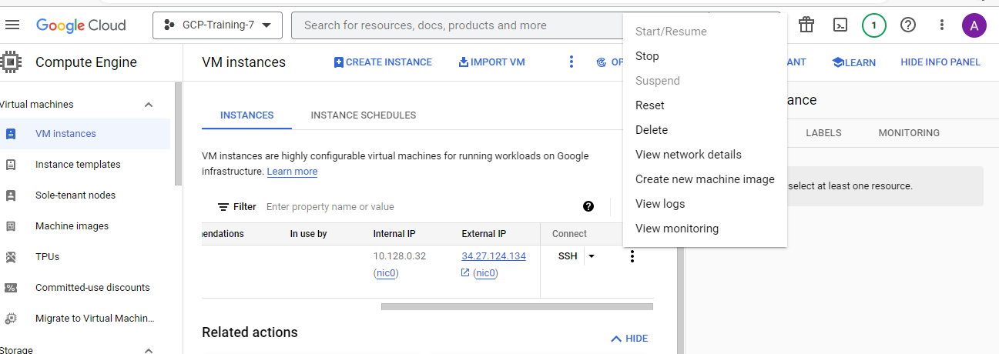 Google Cloud
GCP-Training-7
Search for resources, docs, products and more
1
A
Compute Engine
VM instances
CREATE INSTANCE
IMPORT VM
OP
ANT
LEARN
HIDE INFO PANEL
Start/Resume
Stop
Suspend
Reset
Delete
View network details
Create new machine image
View logs
View monitoring
Virtual machines
VM instances
Instance templates
Sole-tenant nodes
Machine images
TPUs
Committed-use discounts
Migrate to Virtual Machin...
Storage
INSTANCES
INSTANCE SCHEDULES
VM instances are highly configurable virtual machines for running workloads on Google
infrastructure. Learn more
Filter Enter property name or value
endations In use by Internal IP External IP Connect
10.128.0.32 34.27.124.134 SSH
(nic0) (nic0)
Related actions
HIDE
ance
LABELS
MONITORING
select at least one resource.